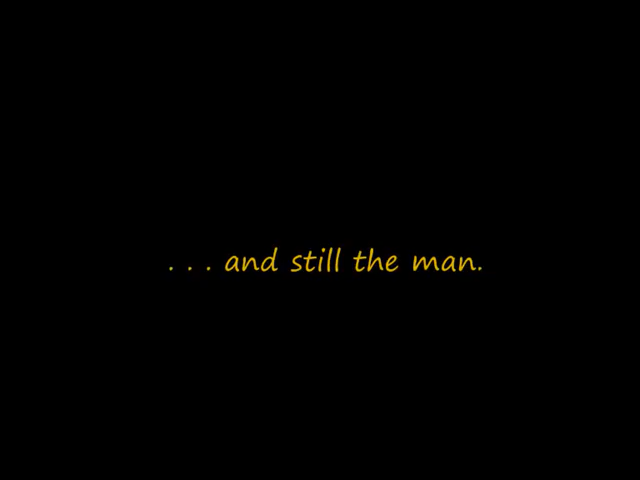 . . . and still the man.